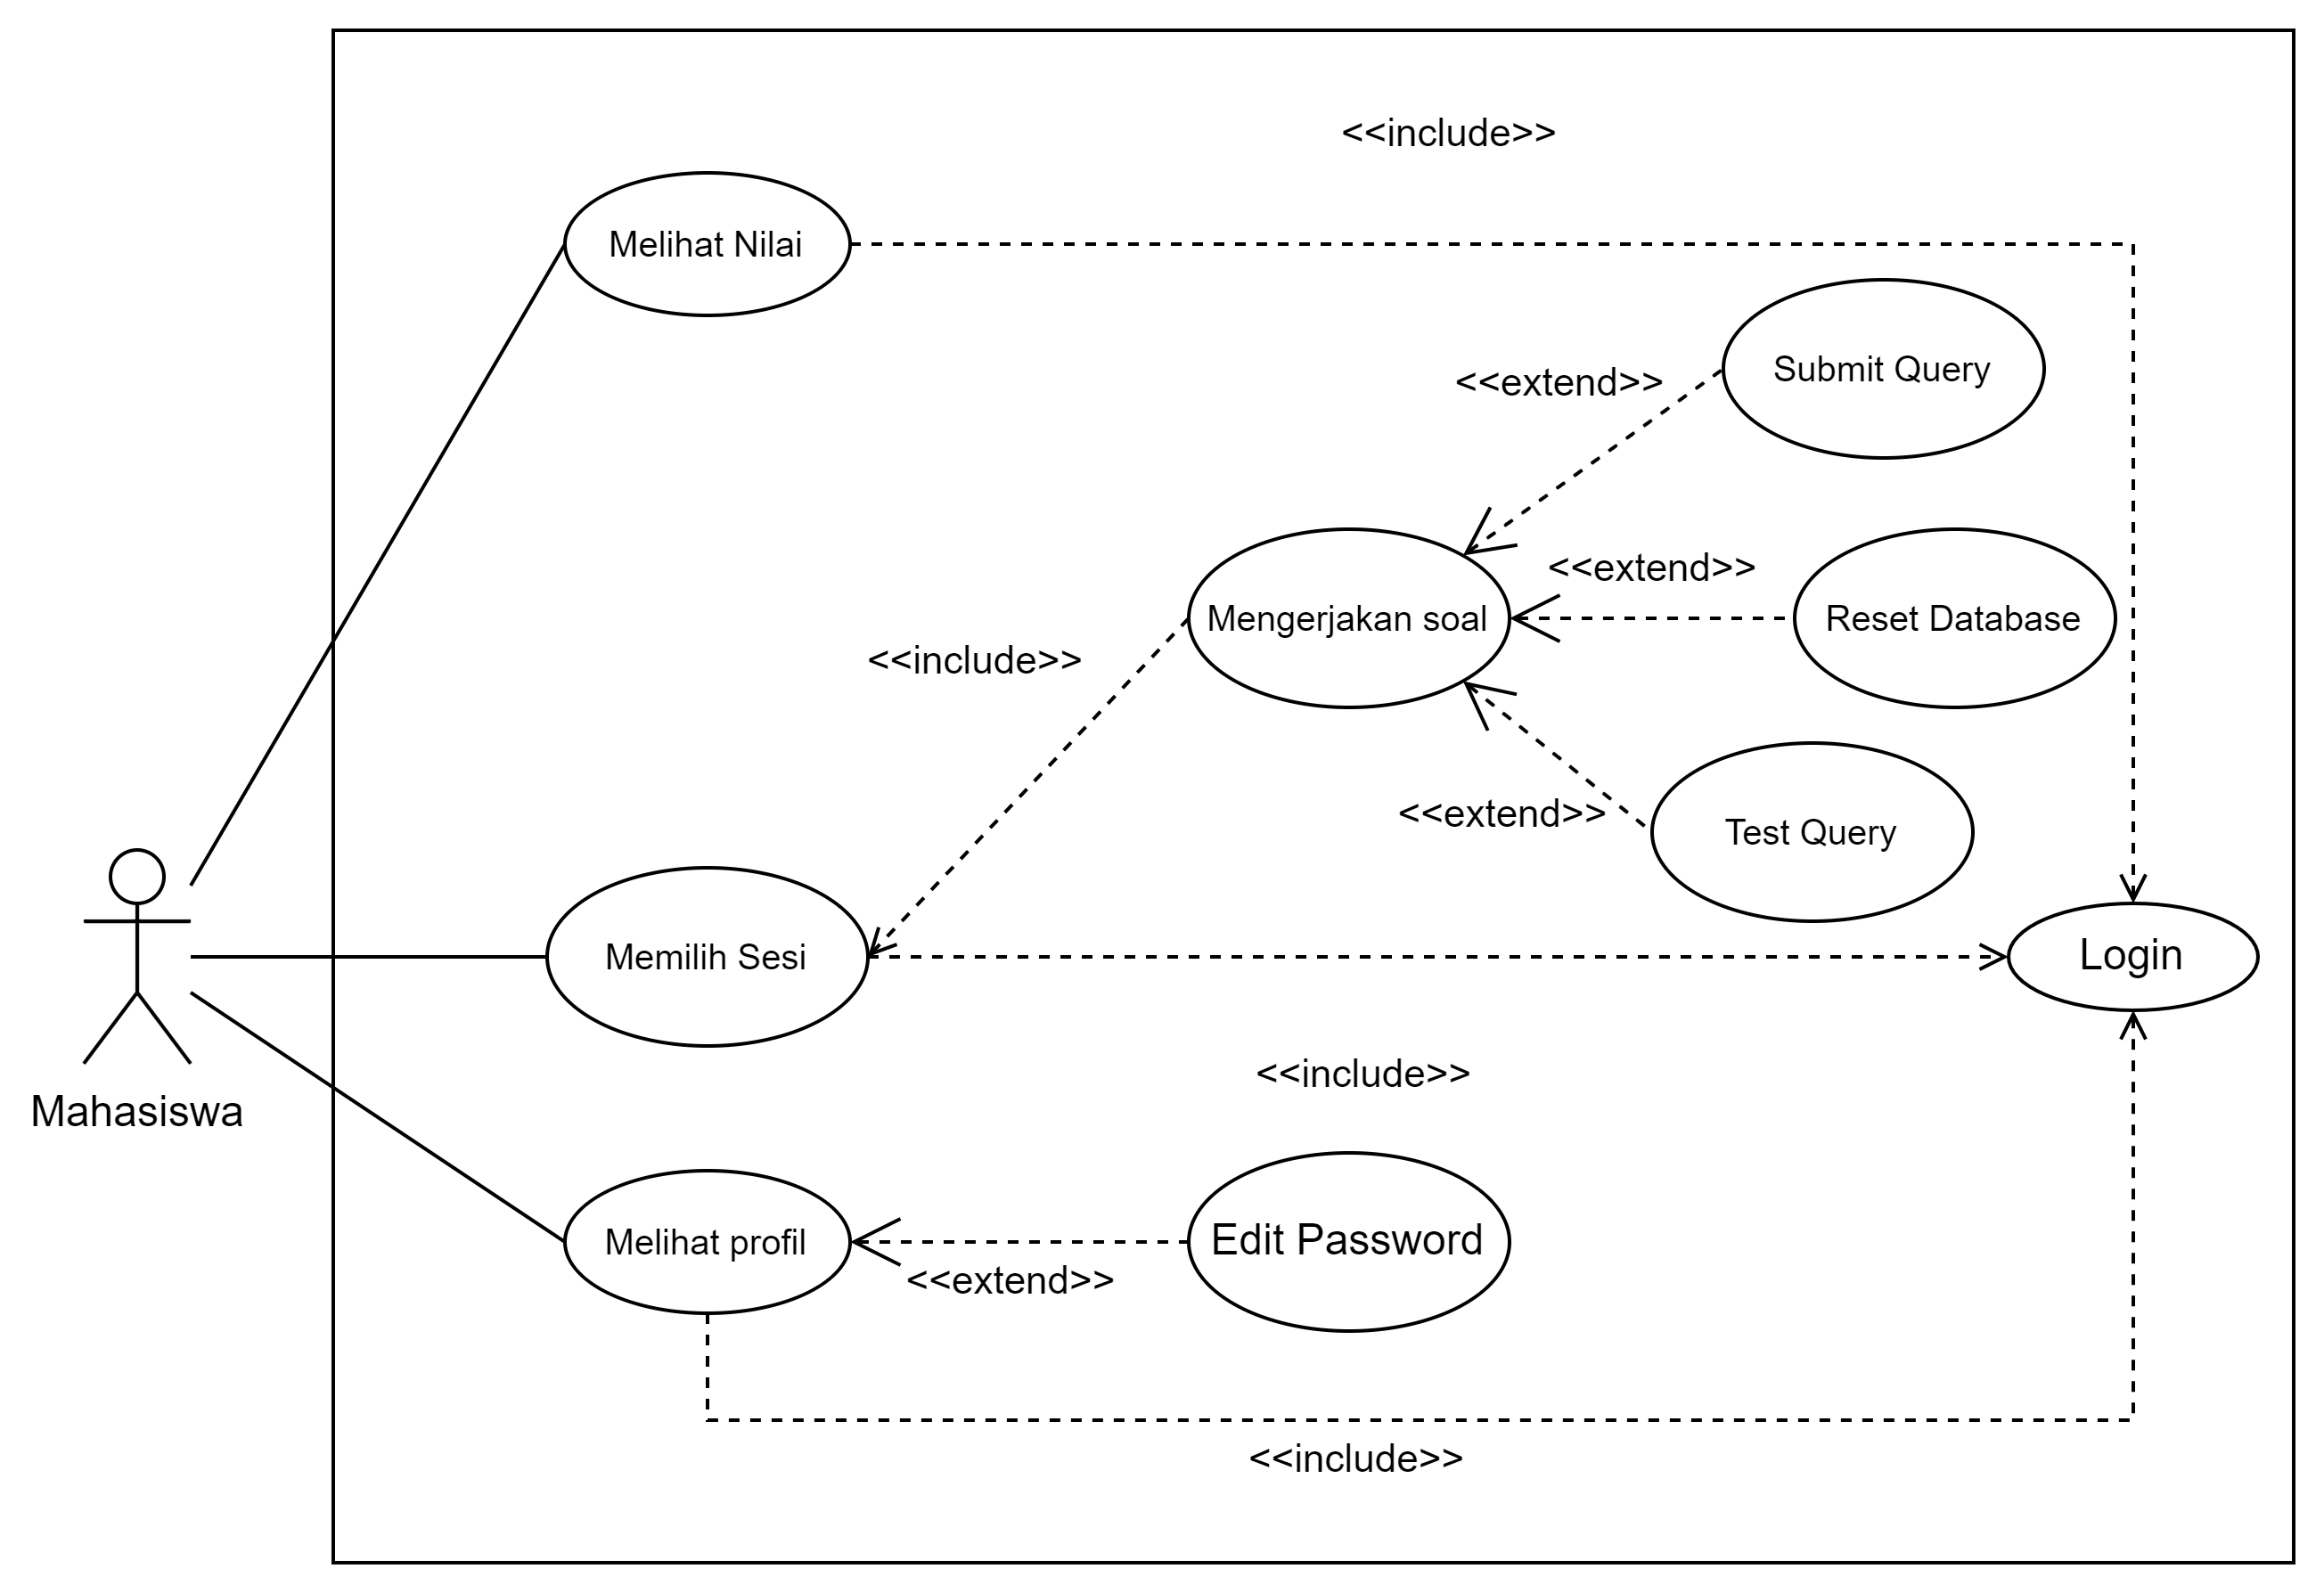 <<include>>
Melihat Nilai
Submit Query
<<extend>>
<<extend>>
Mengerjakan soal
Reset Database
<<include>>
<<extend>>
Test Query
Memilih Sesi
Login
<<include>>
Mahasiswa
Melihat profil
Edit Password
<<extend>>
<<include>>